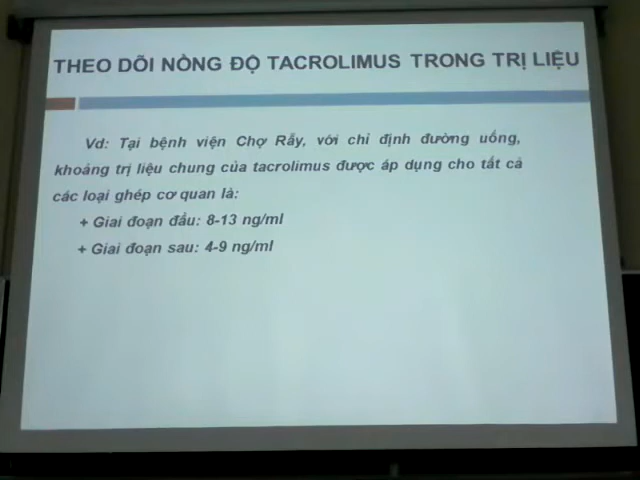 THEO DÕI NÒNG ĐỘ TACROLIMUS TRONG TRỊ LIỆU
Vd: Tại bệnh viện Chợ Rẫy, với chỉ định đường uống,
khoảng trị liệu chung của tacrolimus được áp dụng cho tất cả
các loại ghép cơ quan là:
+ Giai đoạn đầu: 8-13 ng/ml
+ Giai đoạn sau: 4-9 ng/ml